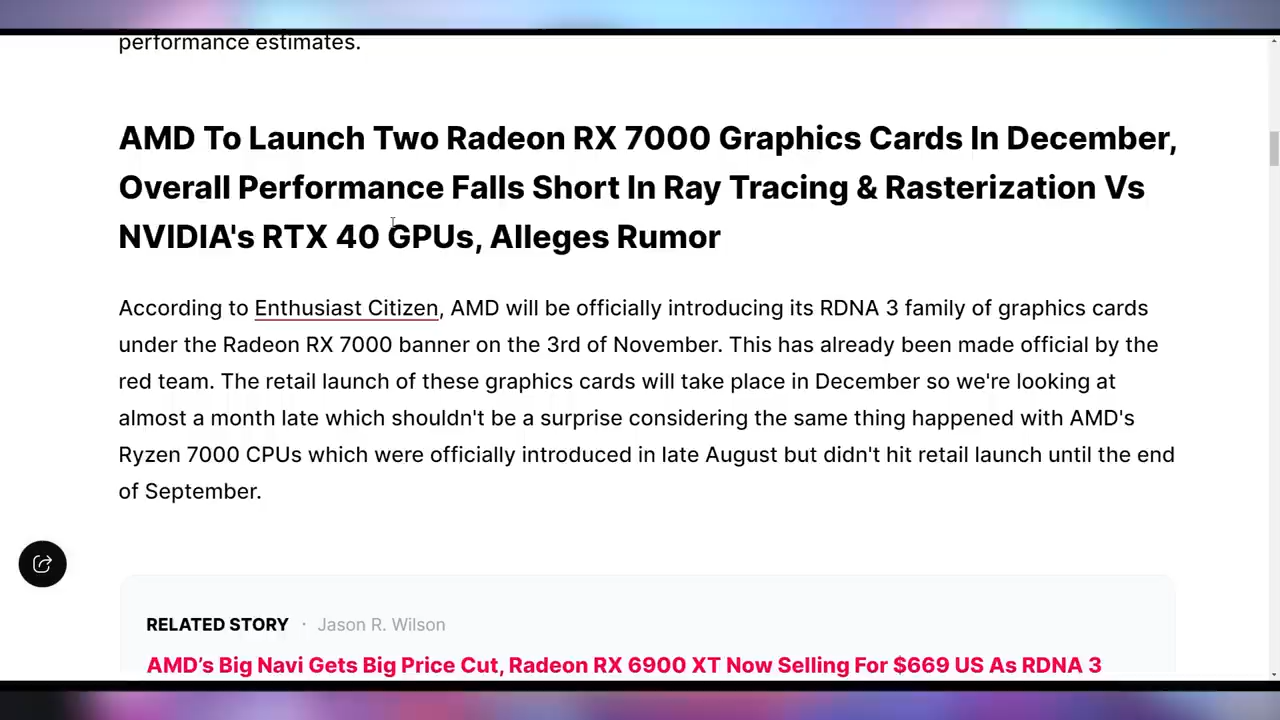 performance estimates.
AMD To Launch Two Radeon RX 7000 Graphics Cards In December,
Overall Performance Falls Short In Ray Tracing & Rasterization Vs
NVIDIA's RTX 40 GPUs, Alleges Rumor
According to Enthusiast Citizen, AMD will be officially introducing its RDNA 3 family of graphics cards
under the Radeon RX 7000 banner on the 3rd of November. This has already been made official by the
red team. The retail launch of these graphics cards will take place in December so we're looking at
almost a month late which shouldn't be a surprise considering the same thing happened with AMD's
Ryzen 7000 CPUs which were officially introduced in late August but didn't hit retail launch until the end
of September.
RELATED STORY · Jason R. Wilson
AMD’s Big Navi Gets Big Price Cut, Radeon RX 6900 XT Now Selling For $669 US As RDNA 3